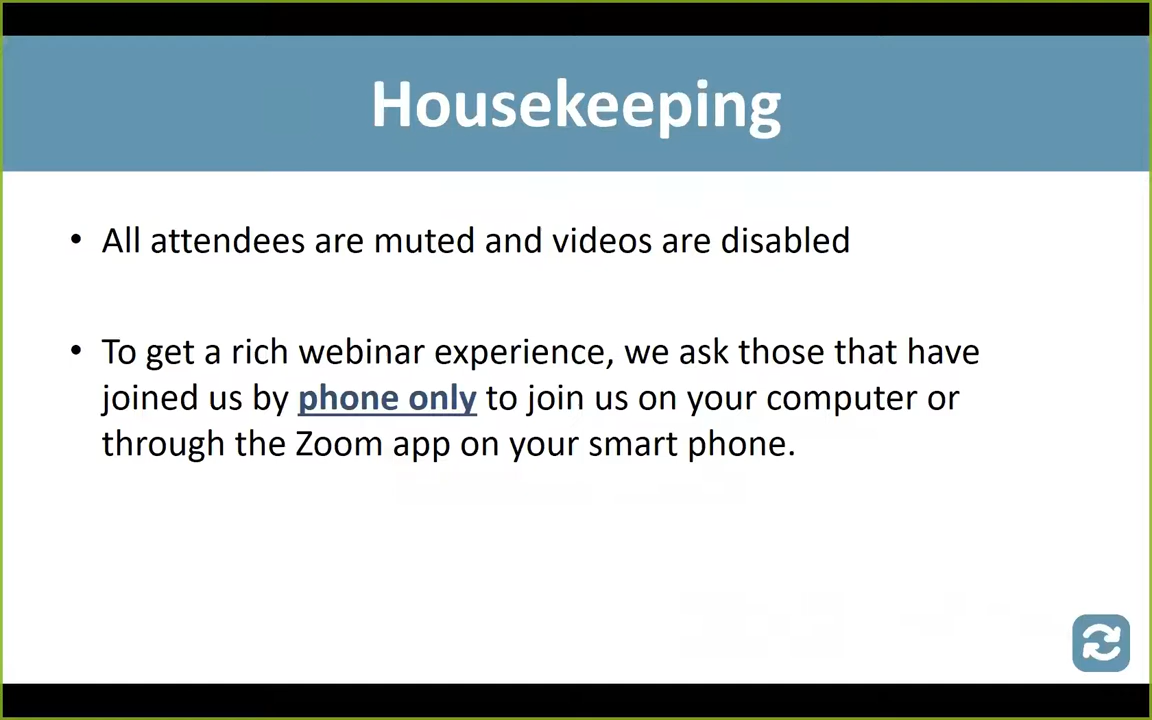 Housekeeping
• All attendees are muted and videos are disabled
• To get a rich webinar experience, we ask those that have
joined us by phone only to join us on your computer or
through the Zoom app on your smart phone.